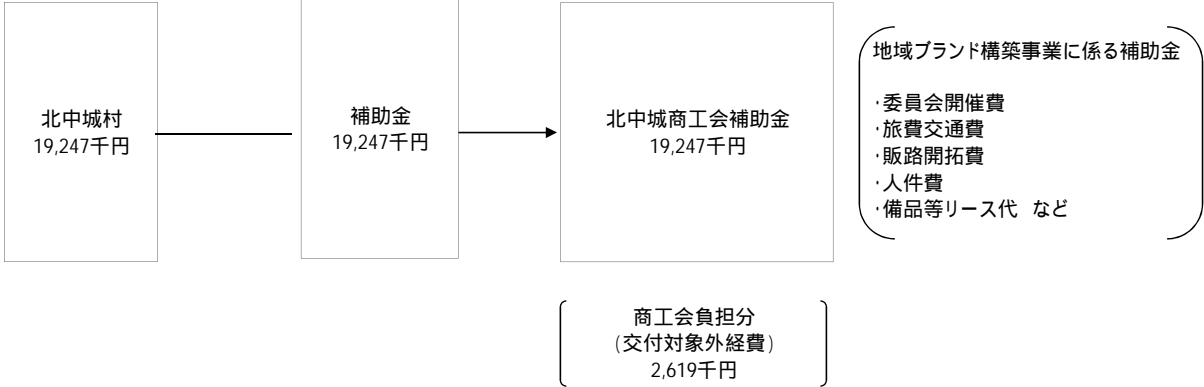 北中城村
19,247千円
補助金
19,247千円
北中城商工会補助金
19,247千円
地域ブランド構築事業に係る補助金
・委員会開催費
・旅費交通費
・販路開拓費
・人件費
・備品等リース代 など
商工会負担分
(交付対象外経費)
2,619千円